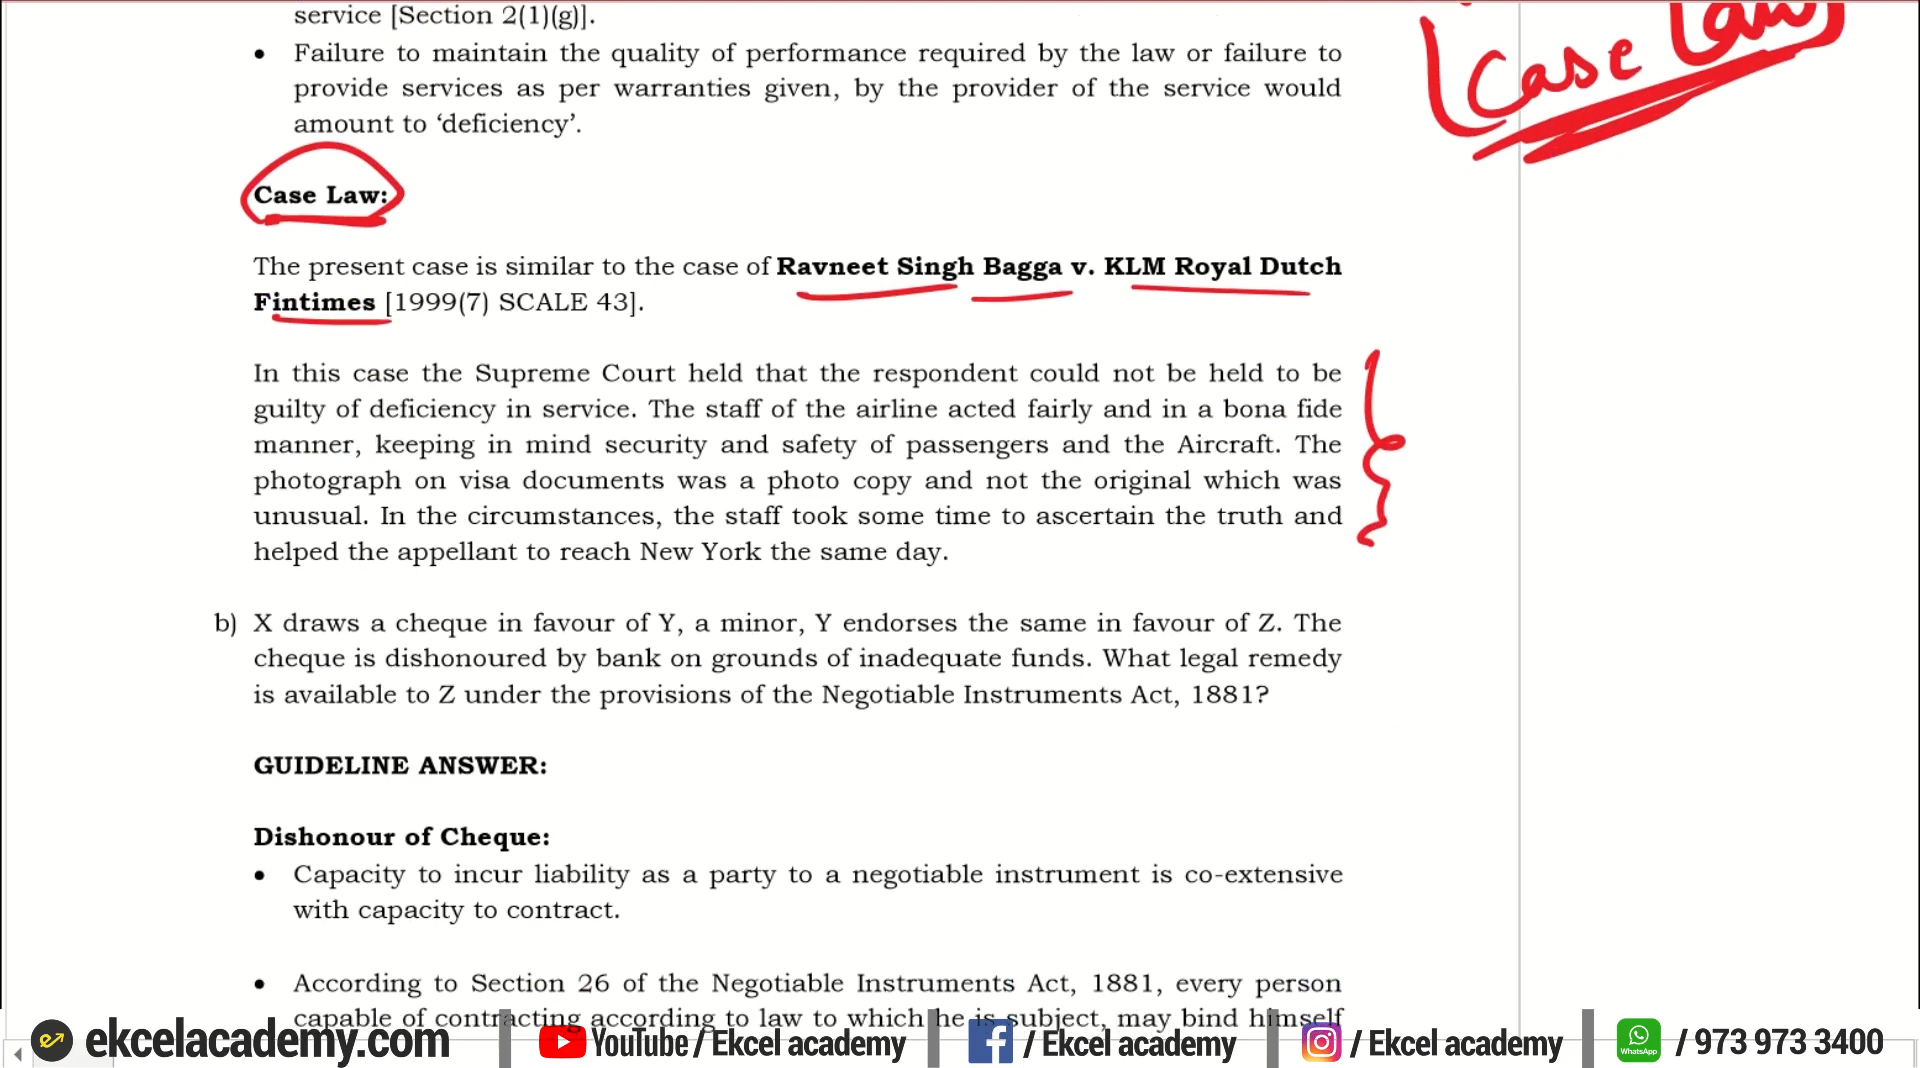 service [Section 2(1)(g)].
Case Law
• Failure to maintain the quality of performance required by the law or failure to
provide services as per warranties given, by the provider of the service would
amount to ‘deficiency’.
Case Law:
The present case is similar to the case of Ravneet Singh Bagga v. KLM Royal Dutch
Fintimes [1999(7) SCALE 43].
In this case the Supreme Court held that the respondent could not be held to be
guilty of deficiency in service. The staff of the airline acted fairly and in a bona fide
manner, keeping in mind security and safety of passengers and the Aircraft. The
photograph on visa documents was a photo copy and not the original which was
unusual. In the circumstances, the staff took some time to ascertain the truth and
helped the appellant to reach New York the same day.
b) X draws a cheque in favour of Y, a minor, Y endorses the same in favour of Z. The
cheque is dishonoured by bank on grounds of inadequate funds. What legal remedy
is available to Z under the provisions of the Negotiable Instruments Act, 1881?
GUIDELINE ANSWER:
Dishonour of Cheque:
• Capacity to incur liability as a party to a negotiable instrument is co-extensive
with capacity to contract.
• According to Section 26 of the Negotiable Instruments Act, 1881, every person
capable of contracting according to law to which he is subject, may bind himself
ekcelacademy.com YouTube / Ekcel academy / Ekcel academy / Ekcel academy WhatsApp / 973 973 3400